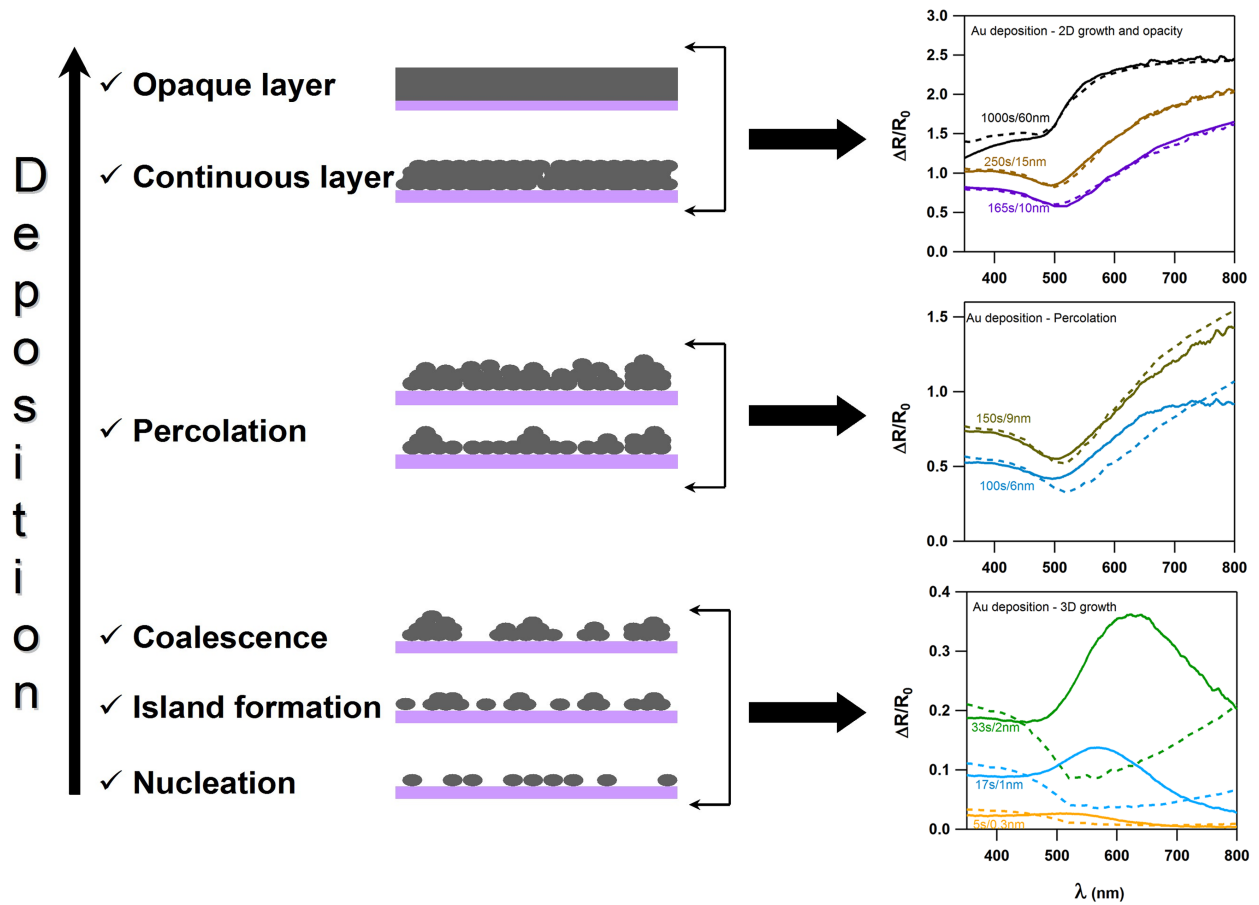 Deposition
✓ Opaque layer
✓ Continuous layer
✓ Percolation
✓ Coalescence
✓ Island formation
✓ Nucleation
Au deposition - 2D growth and opacity
ΔR/R0
3.0
2.5
2.0
1.5
1.0
0.5
0.0
1000s/60nm
250s/15nm
165s/10nm
400 500 600 700 800
Au deposition - Percolation
ΔR/R0
1.5
1.0
0.5
0.0
150s/9nm
100s/6nm
400 500 600 700 800
Au deposition - 3D growth
ΔR/R0
0.4
0.3
0.2
0.1
0.0
33s/2nm
17s/1nm
5s/0.3nm
400 500 600 700 800
λ (nm)